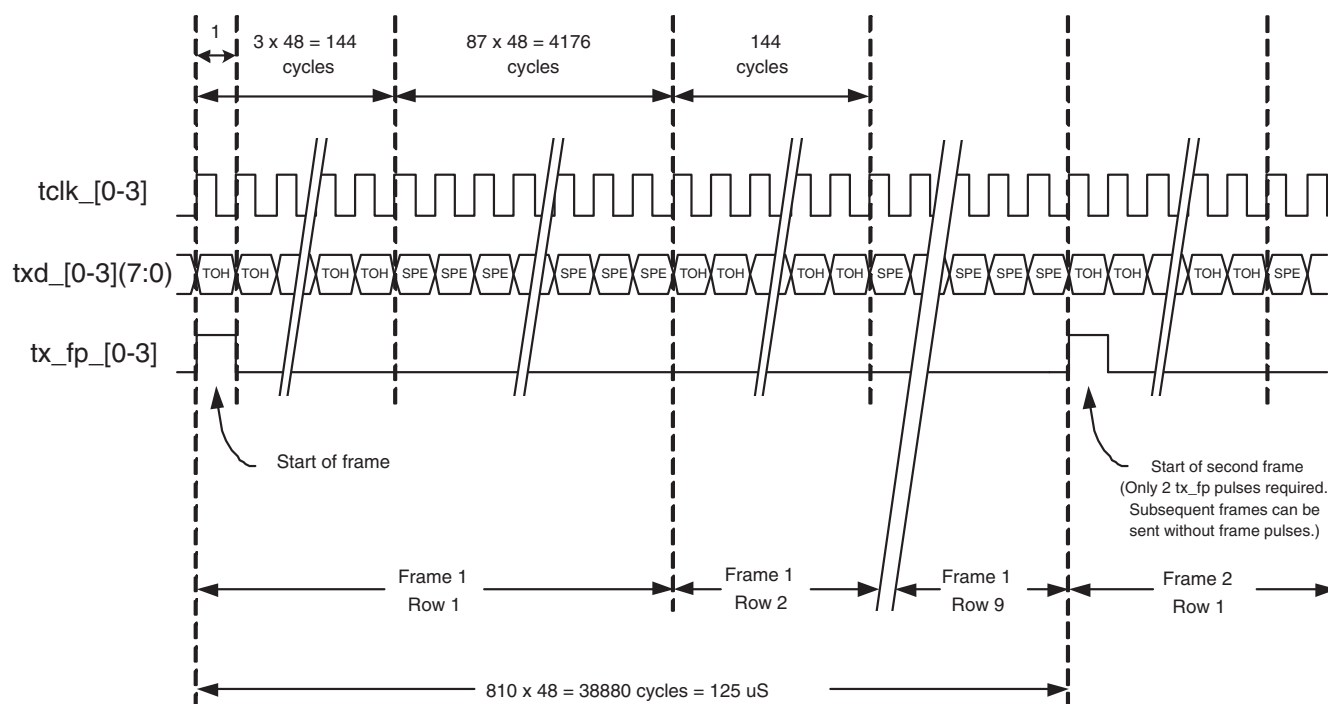 1
3 x 48 = 144
cycles
87 x 48 = 4176
cycles
144
cycles
tclk_[0-3]
txd_[0-3](7:0)
TOH TOH TOH TOH SPE SPE SPE SPE SPE SPE TOH TOH TOH TOH SPE SPE SPE SPE TOH TOH TOH TOH SPE
tx_fp_[0-3]
Start of frame
Start of second frame
(Only 2 tx_fp pulses required.
Subsequent frames can be
sent without frame pulses.)
Frame 1
Row 1
Frame 1
Row 2
Frame 1
Row 9
Frame 2
Row 1
810 x 48 = 38880 cycles = 125 uS